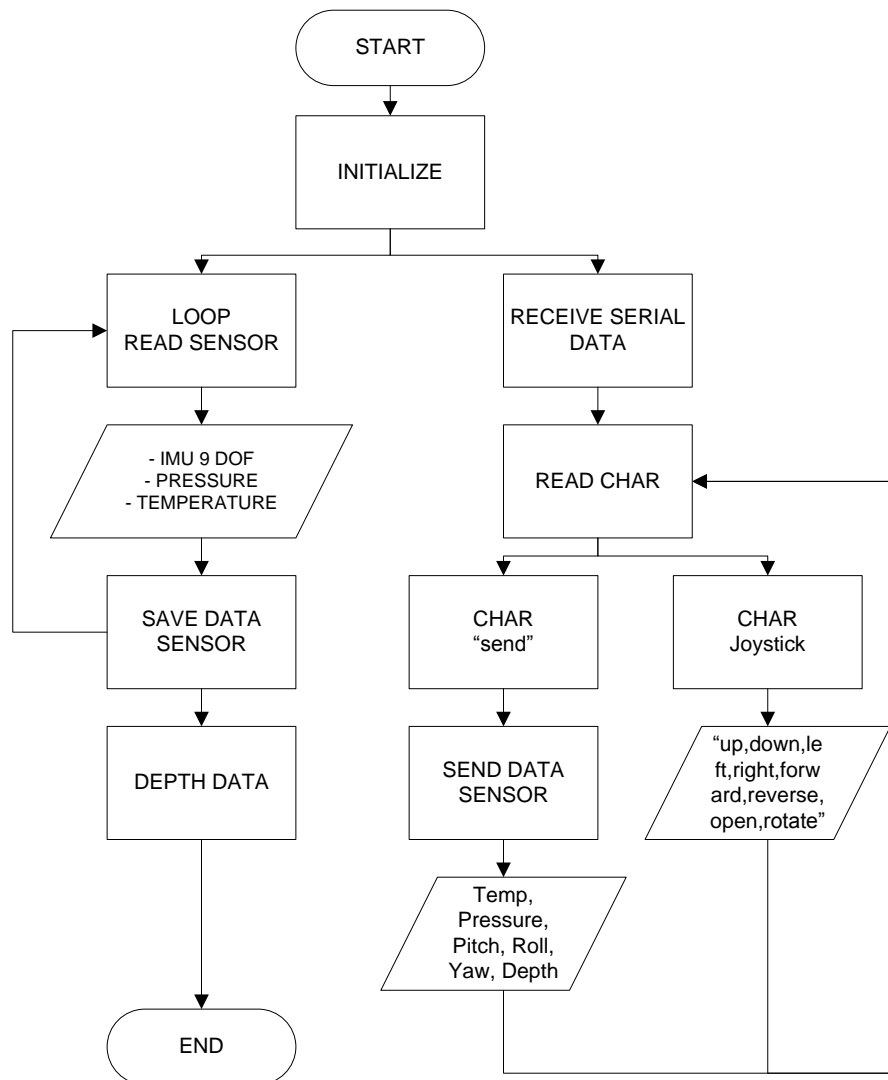 START
INITIALIZE
LOOP
READ SENSOR
RECEIVE SERIAL
DATA
- IMU 9 DOF
- PRESSURE
- TEMPERATURE
READ CHAR
SAVE DATA
SENSOR
CHAR
“send”
CHAR
Joystick
DEPTH DATA
SEND DATA
SENSOR
“up,down,le
ft,right,forw
ard,reverse,
open,rotate”
Temp,
Pressure,
Pitch, Roll,
Yaw, Depth
END